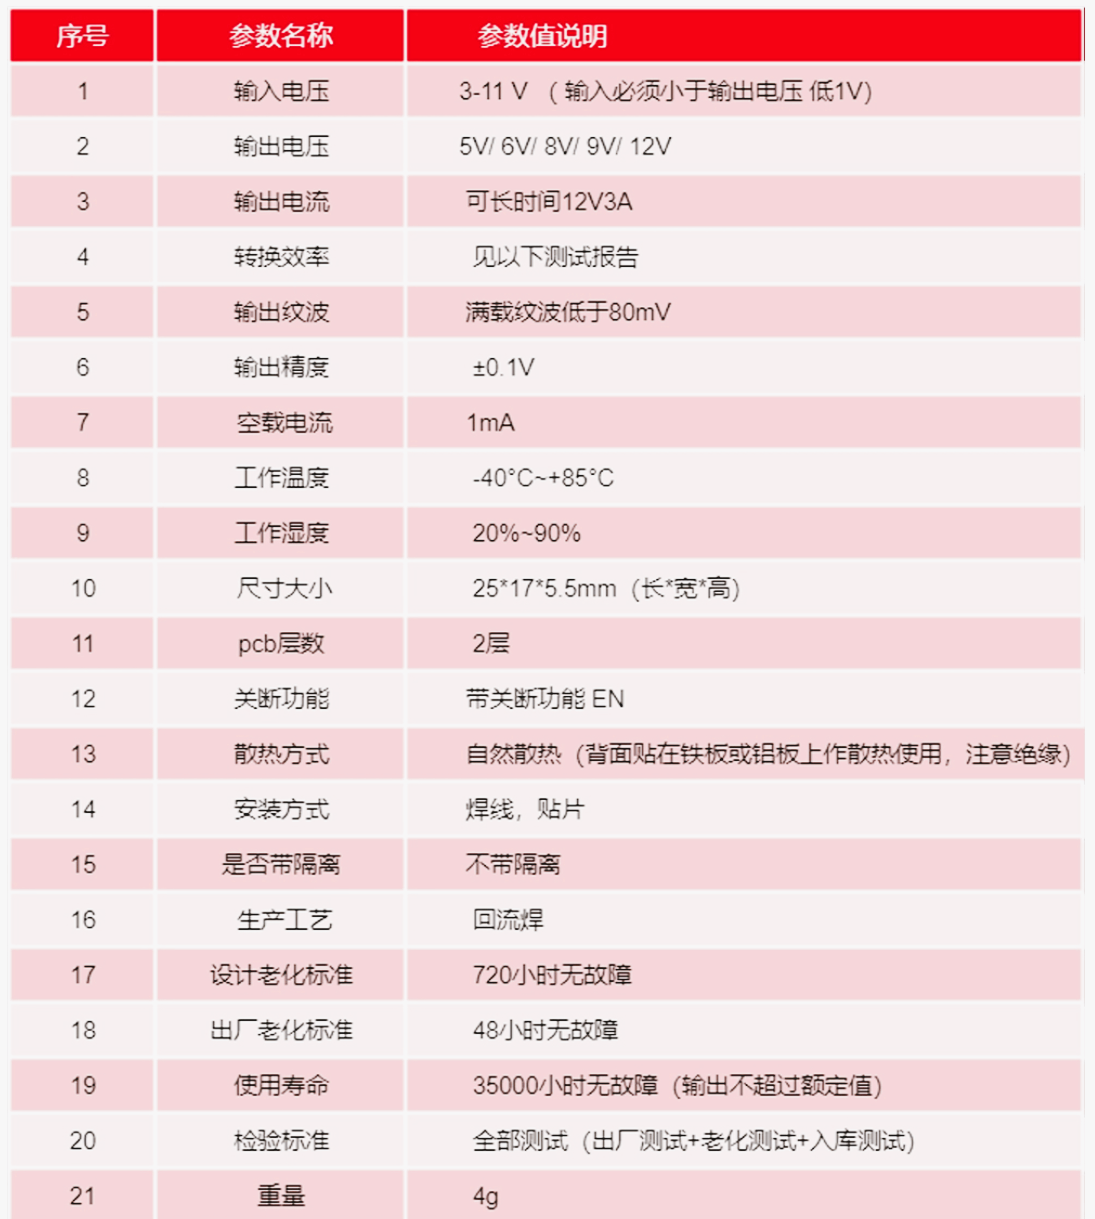 序号 参数名称 参数值说明
1 输入电压 3-11 V （ 输入必须小于输出电压 低1V）
2 输出电压 5V/ 6V/ 8V/ 9V/ 12V
3 输出电流 可长时间12V3A
4 转换效率 见以下测试报告
5 输出纹波 满载纹波低于80mV
6 输出精度 ±0.1V
7 空载电流 1mA
8 工作温度 -40°C~+85°C
9 工作湿度 20%~90%
10 尺寸大小 25*17*5.5mm（长*宽*高）
11 pcb层数 2层
12 关断功能 带关断功能 EN
13 散热方式 自然散热（背面贴在铁板或铝板上作散热使用，注意绝缘）
14 安装方式 焊线，贴片
15 是否带隔离 不带隔离
16 生产工艺 回流焊
17 设计老化标准 720小时无故障
18 出厂老化标准 48小时无故障
19 使用寿命 35000小时无故障（输出不超过额定值）
20 检验标准 全部测试（出厂测试+老化测试+入库测试）
21 重量 4g